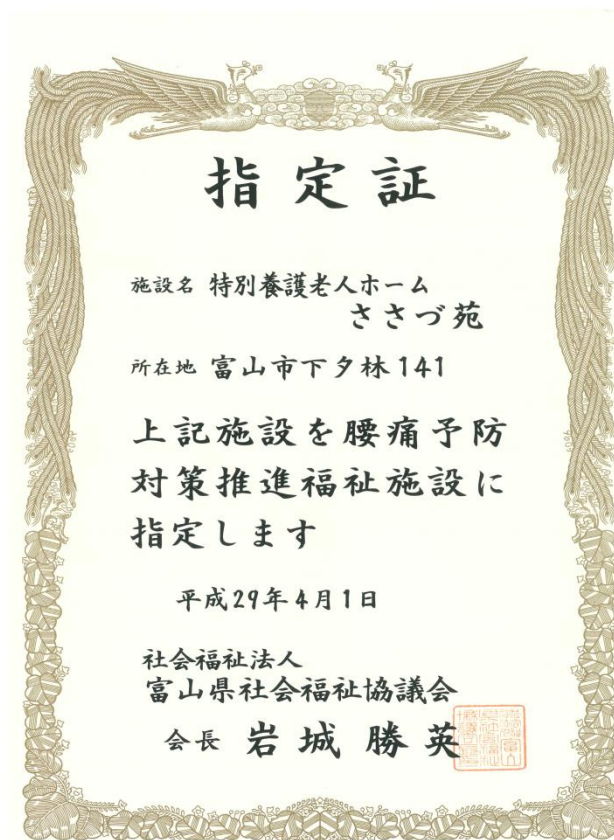 指定証
施設名 特別養護老人ホーム
ささづ苑
所在地 富山市下夕林141
上記施設を腰痛予防
対策推進福祉施設に
指定します
平成29年4月1日
社会福祉法人
富山県社会福祉協議会
会長 岩城勝英